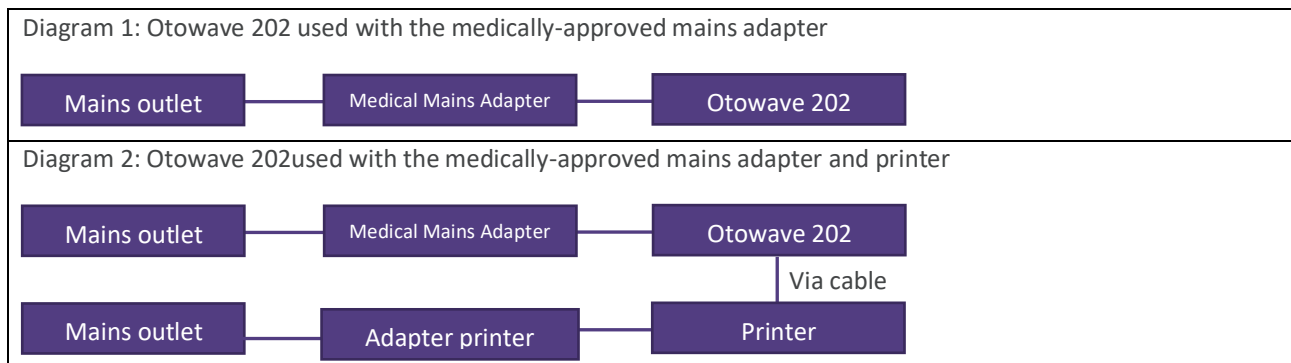 Diagram 1: Otowave 202 used with the medically-approved mains adapter
Mains outlet
Medical Mains Adapter
Otowave 202
Diagram 2: Otowave 202used with the medically-approved mains adapter and printer
Mains outlet
Medical Mains Adapter
Otowave 202
Via cable
Mains outlet
Adapter printer
Printer